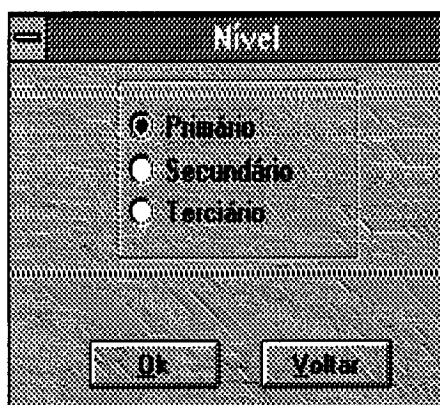 Nível
Primário
Secundário
Terciário
Ok Voltar